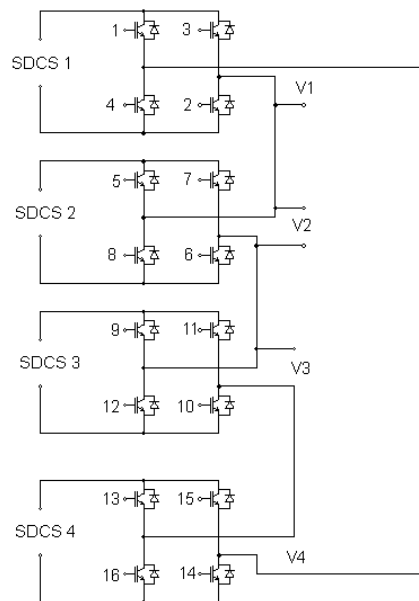 1 3
SDCS 1
V1
4 2
5 7
SDCS 2
V2
8 6
9 11
SDCS 3
V3
12 10
13 15
SDCS 4
V4
16 14